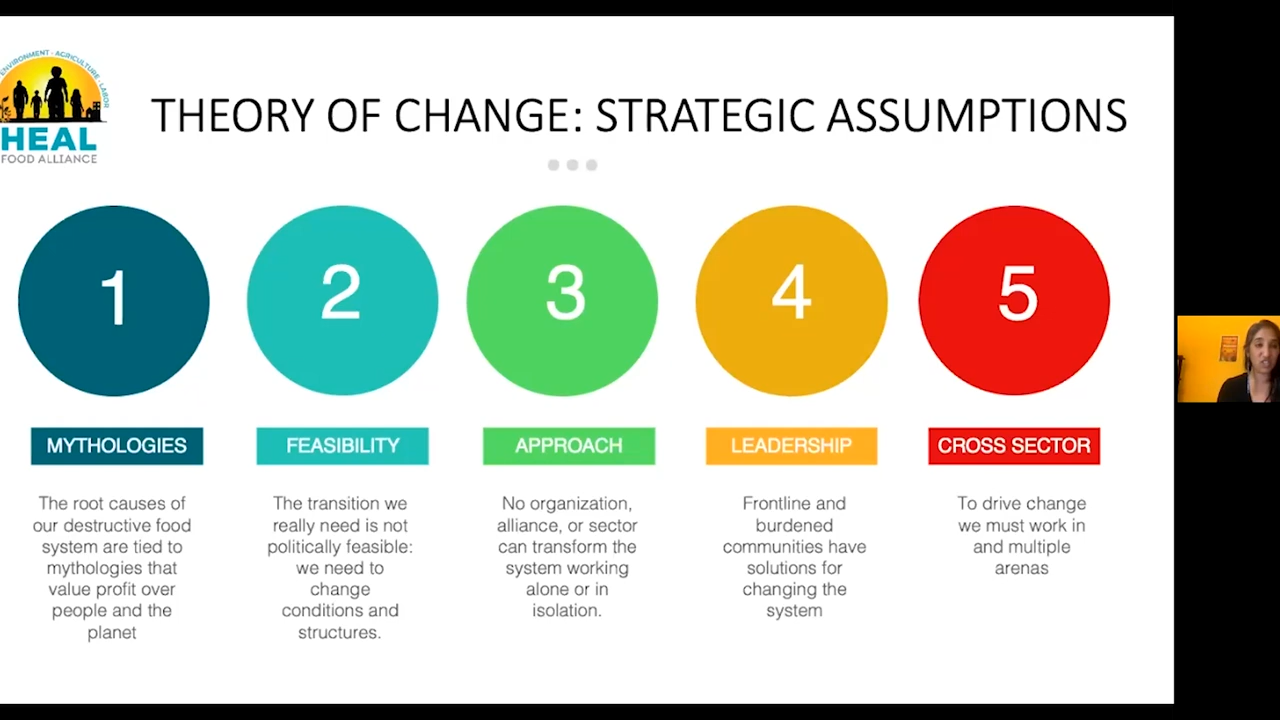 ENVIRONMENT · AGRICULTURE · LABOR
HEAL
FOOD ALLIANCE
THEORY OF CHANGE: STRATEGIC ASSUMPTIONS
1
2
3
4
5
MYTHOLOGIES
FEASIBILITY
APPROACH
LEADERSHIP
CROSS SECTOR
The root causes of
our destructive food
system are tied to
mythologies that
value profit over
people and the
planet
The transition we
really need is not
politically feasible:
we need to
change
conditions and
structures.
No organization,
alliance, or sector
can transform the
system working
alone or in
isolation.
Frontline and
burdened
communities have
solutions for
changing the
system
To drive change
we must work in
and multiple
arenas